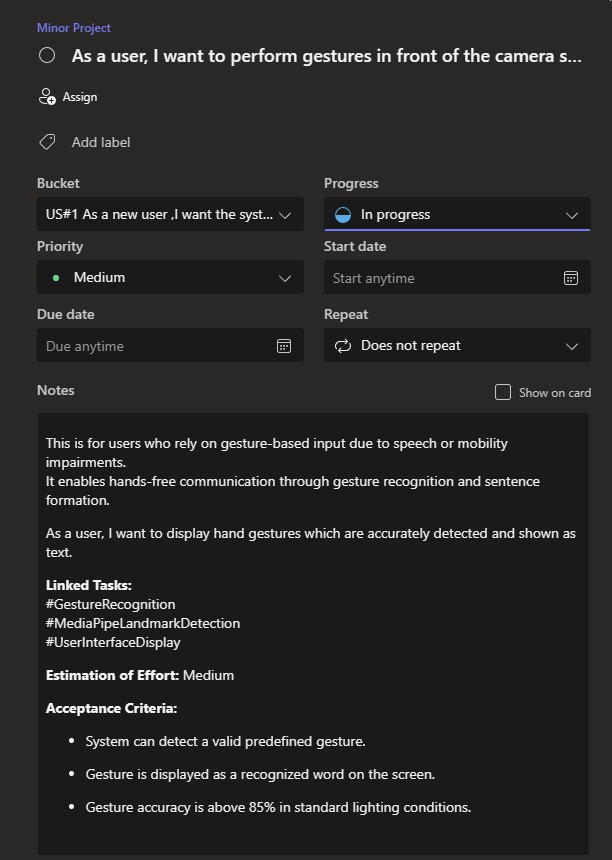 Minor Project
As a user, I want to perform gestures in front of the camera s...
Assign
Add label
Bucket
Progress
US#1 As a new user ,I want the syst...
In progress
Priority
Start date
Medium
Start anytime
Due date
Repeat
Due anytime
Does not repeat
Notes
Show on card
This is for users who rely on gesture-based input due to speech or mobility
impairments.
It enables hands-free communication through gesture recognition and sentence
formation.
As a user, I want to display hand gestures which are accurately detected and shown as
text.
Linked Tasks:
#GestureRecognition
#MediaPipeLandmarkDetection
#UserInterfaceDisplay
Estimation of Effort: Medium
Acceptance Criteria:
• System can detect a valid predefined gesture.
• Gesture is displayed as a recognized word on the screen.
• Gesture accuracy is above 85% in standard lighting conditions.